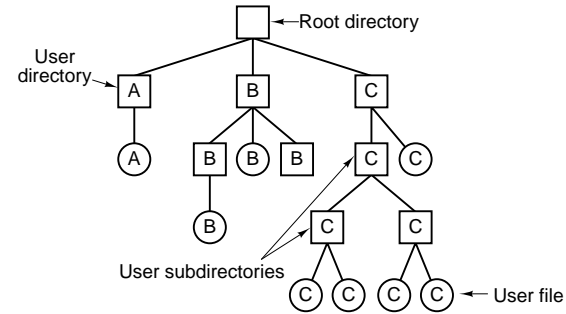 Root directory
User
directory
A B C
A B B B C C
B C C
User subdirectories
C C C C
User file